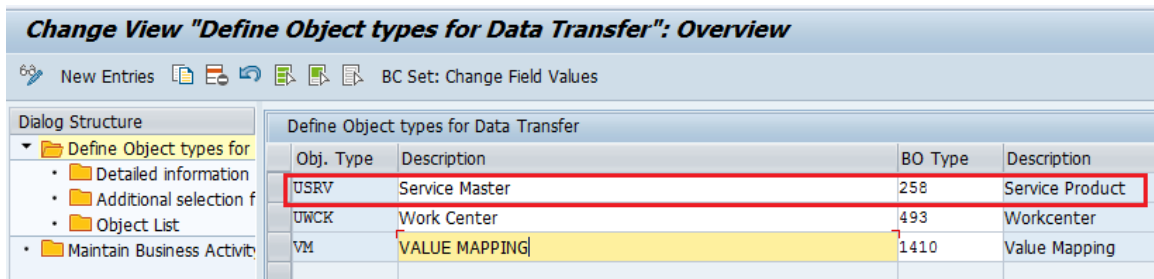 Change View "Define Object types for Data Transfer": Overview
New Entries BC Set: Change Field Values
Dialog Structure
Define Object types for
Detailed information
Additional selection f
Object List
Maintain Business Activity
Define Object types for Data Transfer
Obj. Type Description BO Type Description
USRV Service Master 258 Service Product
UWCK Work Center 493 Workcenter
VM VALUE MAPPING 1410 Value Mapping